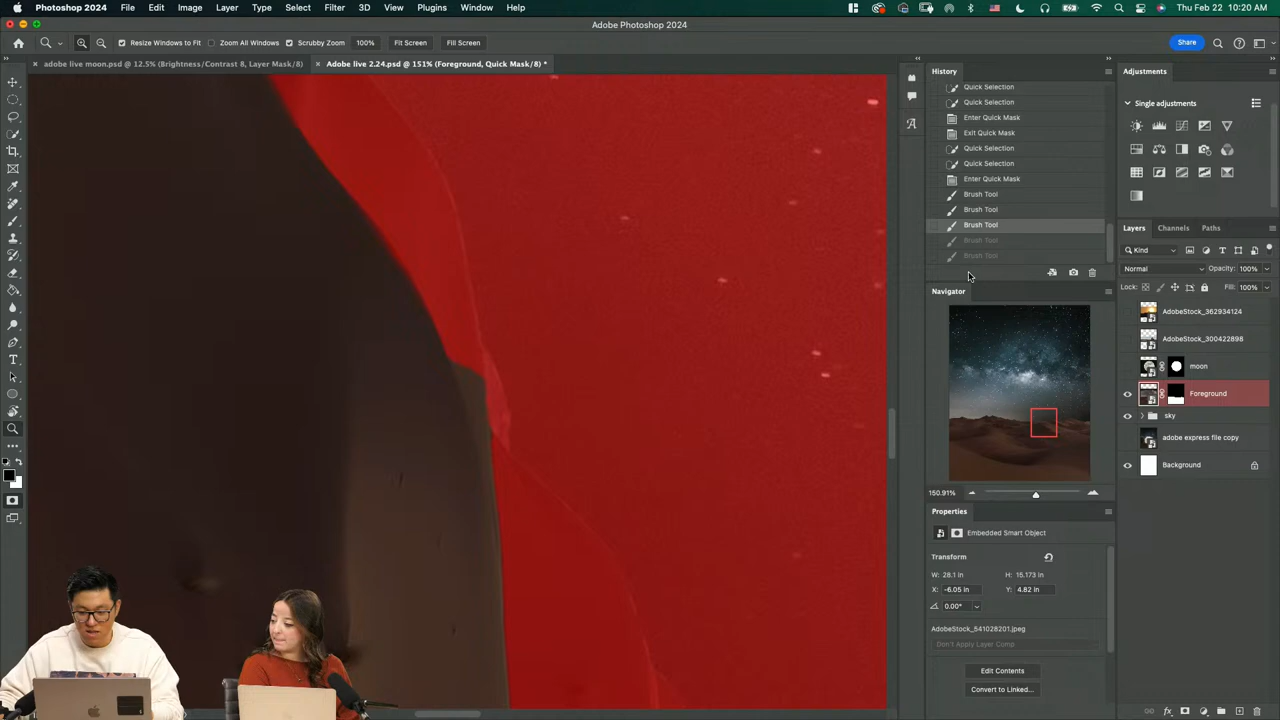 Photoshop 2024 File Edit Image Layer Type Select Filter 3D View Plugins Window Help Thu Feb 22 10:20 AM
Adobe Photoshop 2024
Resize Windows to Fit Zoom All Windows Scrubby Zoom 100% Fit Screen Fill Screen Share
adobe live moon.psd @ 12.5% (Brightness/Contrast 8, Layer Mask/8) Adobe live 2.24.psd @ 151% (Foreground, Quick Mask/8) *
History
Quick Selection
Quick Selection
Enter Quick Mask
Exit Quick Mask
Quick Selection
Quick Selection
Enter Quick Mask
Brush Tool
Brush Tool
Brush Tool
Brush Tool
Brush Tool
Navigator
150.91%
Properties
Embedded Smart Object
Transform
W: 28.1 in H: 15.173 in
X: -6.05 in Y: 4.82 in
0.00°
AdobeStock_541028201.jpeg
Don't Apply Layer Comp
Edit Contents
Convert to Linked...
Adjustments
Single adjustments
Layers Channels Paths
Kind
Normal Opacity: 100%
Lock: Fill: 100%
AdobeStock_362934124
AdobeStock_300422898
moon
Foreground
sky
adobe express file copy
Background